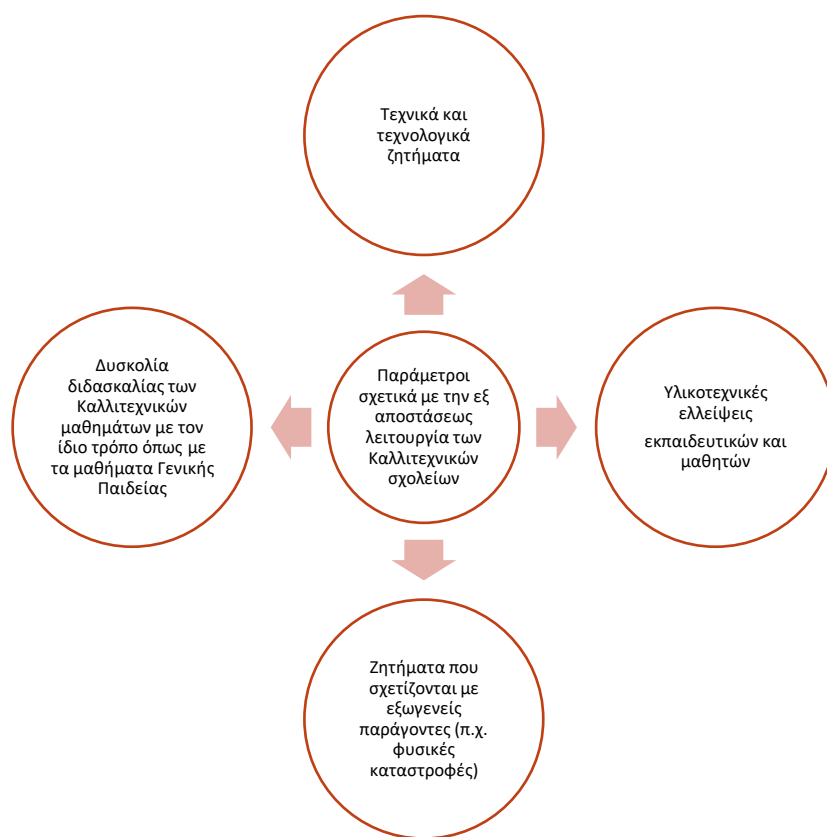 Τεχνικά και
τεχνολογικά
ζητήματα
Δυσκολία
διδασκαλίας των
Καλλιτεχνικών
μαθημάτων με τον
ίδιο τρόπο όπως με
τα μαθήματα Γενικής
Παιδείας
Παράμετροι
σχετικά με την εξ
αποστάσεως
λειτουργία των
Καλλιτεχνικών
σχολείων
Υλικοτεχνικές
ελλείψεις
εκπαιδευτικών και
μαθητών
Ζητήματα που
σχετίζονται με
εξωγενείς
παράγοντες (π.χ.
φυσικές
καταστροφές)